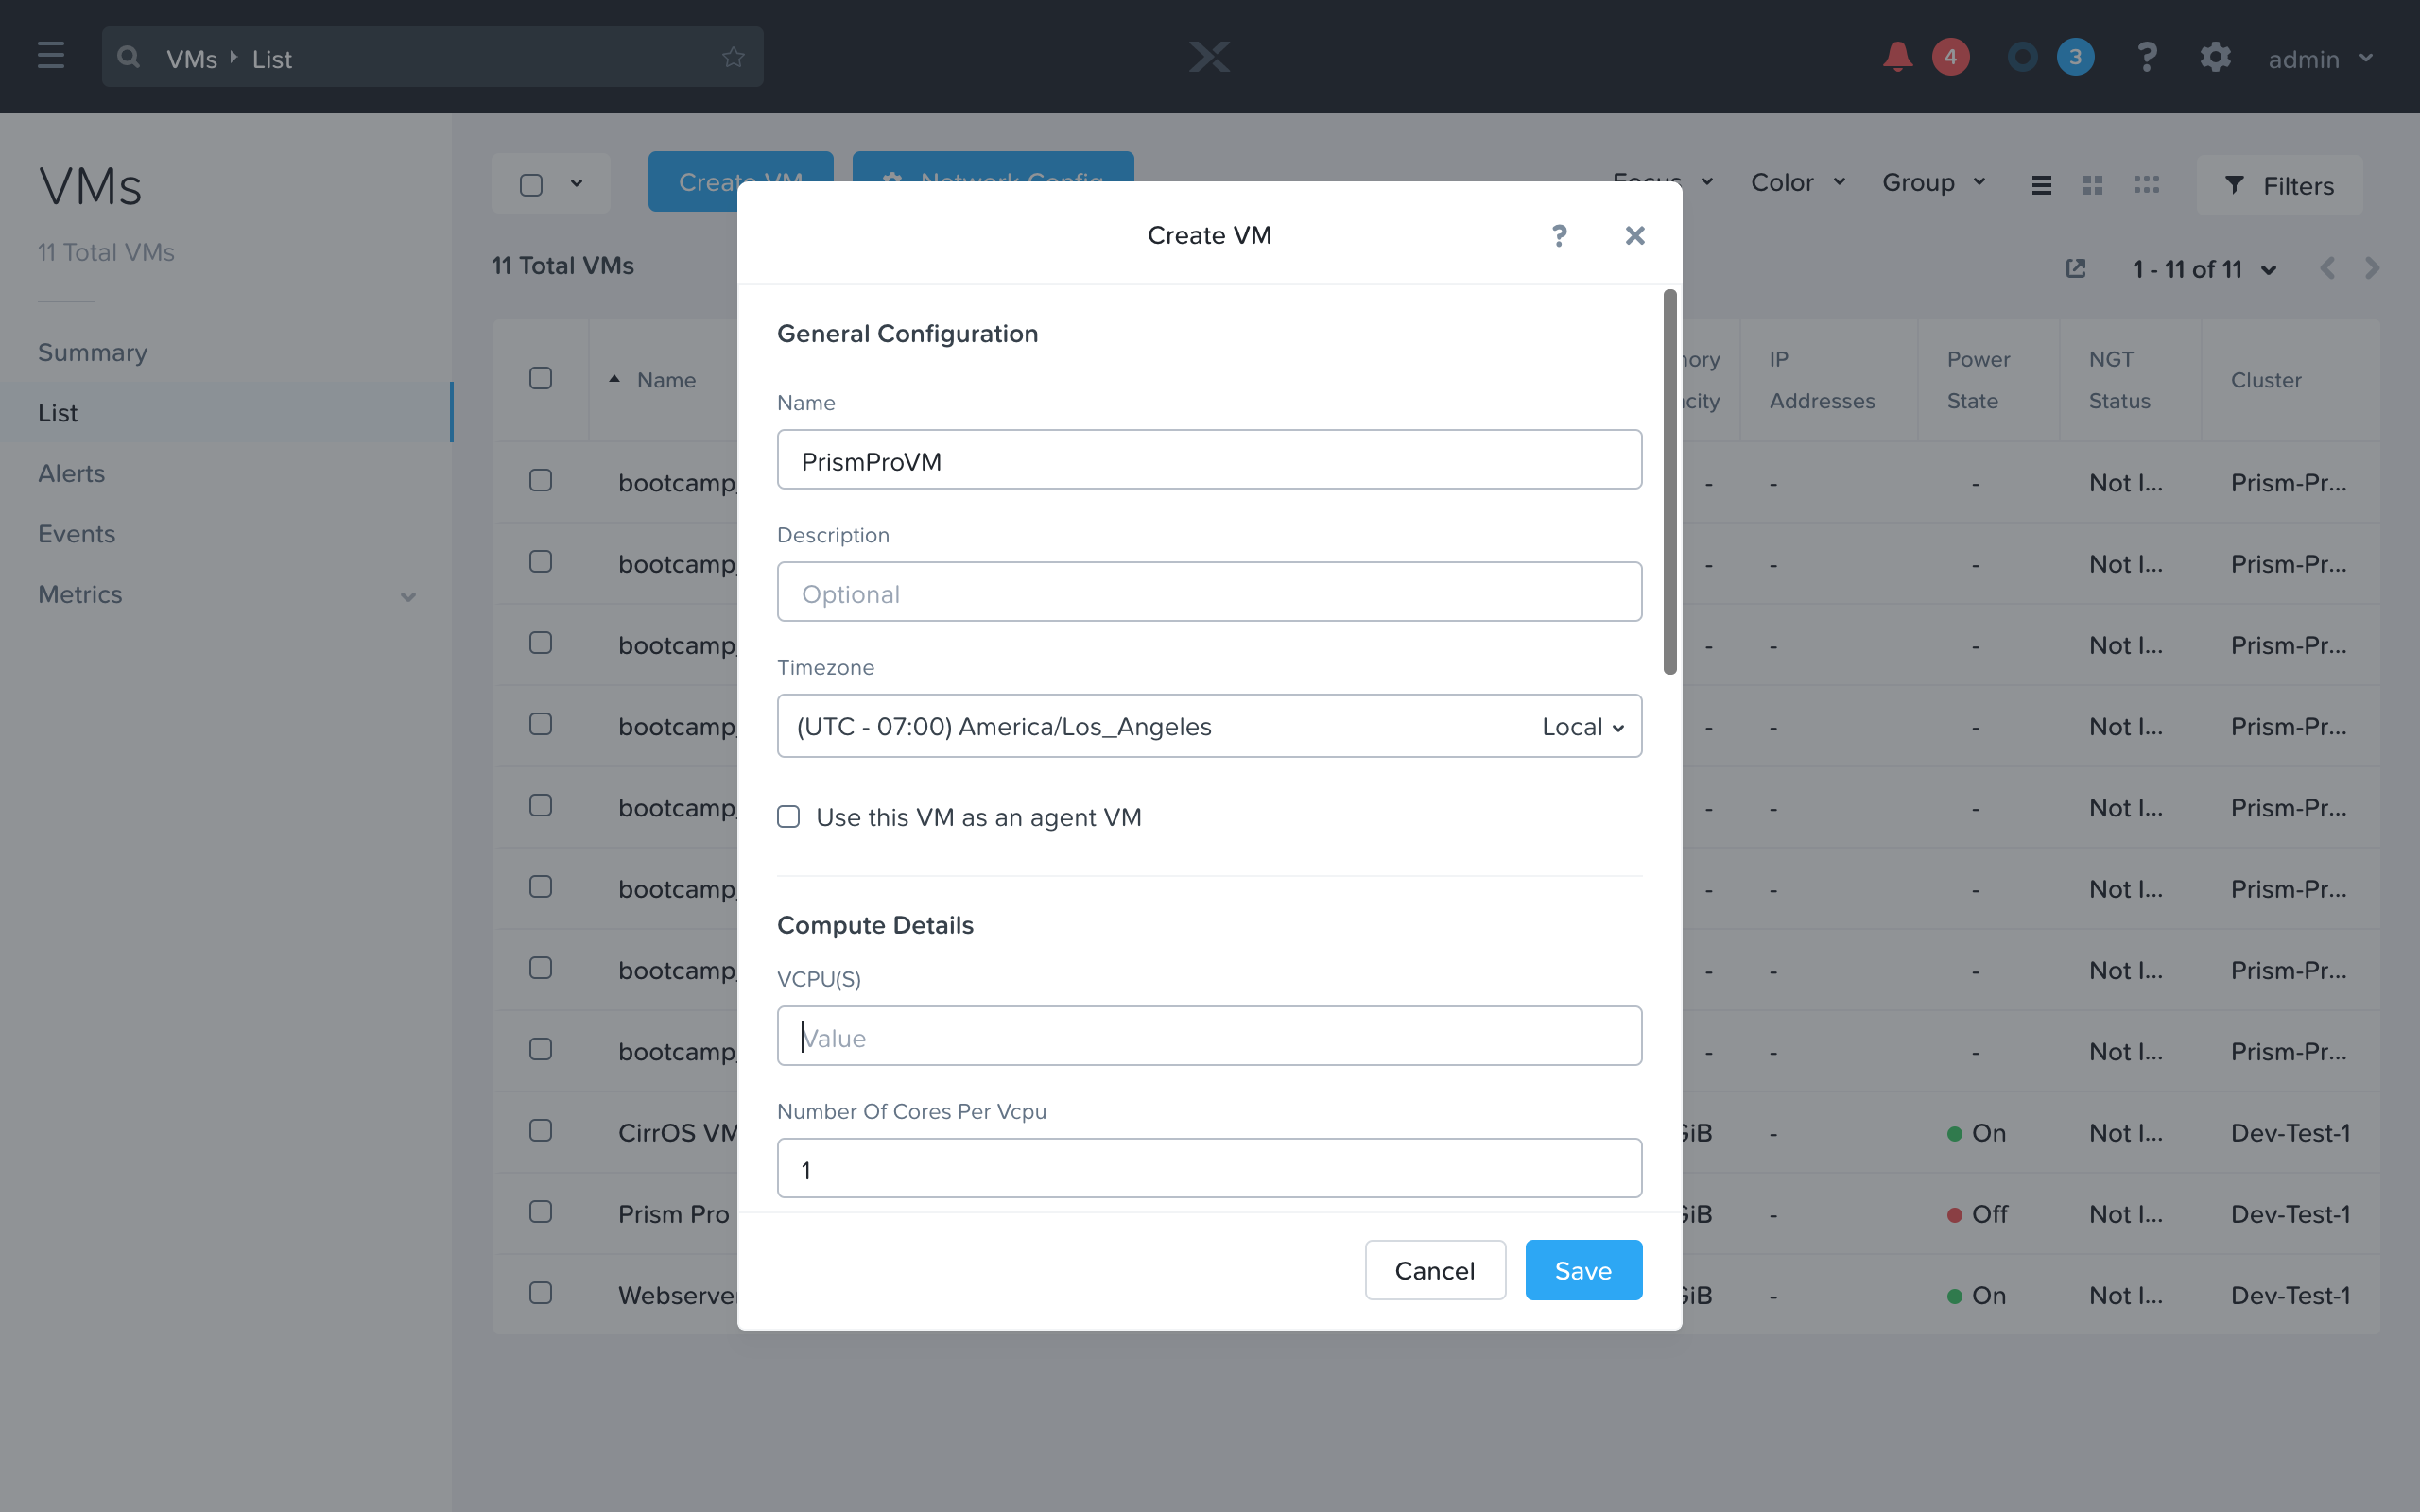 VMs List
4
3
?
admin
VMs
11 Total VMs
Summary
List
Alerts
Events
Metrics
Create VM
Network Config
Focus
Color
Group
Filters
11 Total VMs
1 - 11 of 11
Name
IP Addresses
Power State
NGT Status
Cluster
bootcamp_ - - - Not I... Prism-Pr...
bootcamp_ - - - Not I... Prism-Pr...
bootcamp_ - - - Not I... Prism-Pr...
bootcamp_ - - - Not I... Prism-Pr...
bootcamp_ - - - Not I... Prism-Pr...
bootcamp_ - - - Not I... Prism-Pr...
bootcamp_ - - - Not I... Prism-Pr...
bootcamp_ - - - Not I... Prism-Pr...
CirrOS VM GiB - On Not I... Dev-Test-1
Prism Pro GiB - Off Not I... Dev-Test-1
Webserver GiB - On Not I... Dev-Test-1
Create VM
?
General Configuration
Name
PrismProVM
Description
Optional
Timezone
(UTC - 07:00) America/Los_Angeles Local
Use this VM as an agent VM
Compute Details
VCPU(S)
Value
Number Of Cores Per Vcpu
1
Cancel
Save